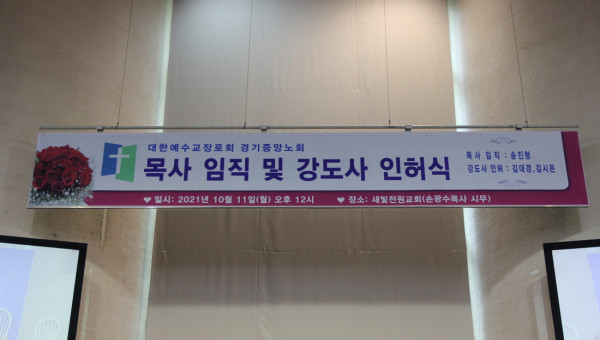 대한예수교장로회 경기중앙노회
목사 임직 및 강도사 인허식
목사 임직 : 송진형
강도사 인허 : 김대겸,김시온
♥ 일시: 2021년 10월 11일(월) 오후 12시 ♥ 장소: 새빛전원교회(손광수목사 시무)